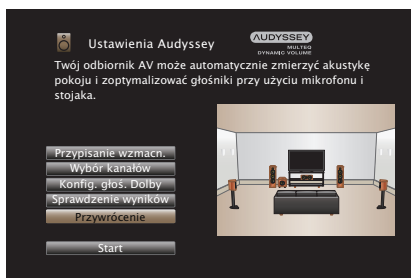 Ustawienia Audyssey
AUDYSSEY
MULTEQ
DYNAMIC VOLUME
Twój odbiornik AV może automatycznie zmierzyć akustykę
pokoju i zoptymalizować głośniki przy użyciu mikrofonu i
stojaka.
Przypisanie wzmacn.
Wybór kanałów
Konfig. głoś. Dolby
Sprawdzenie wyników
Przywrócenie
Start